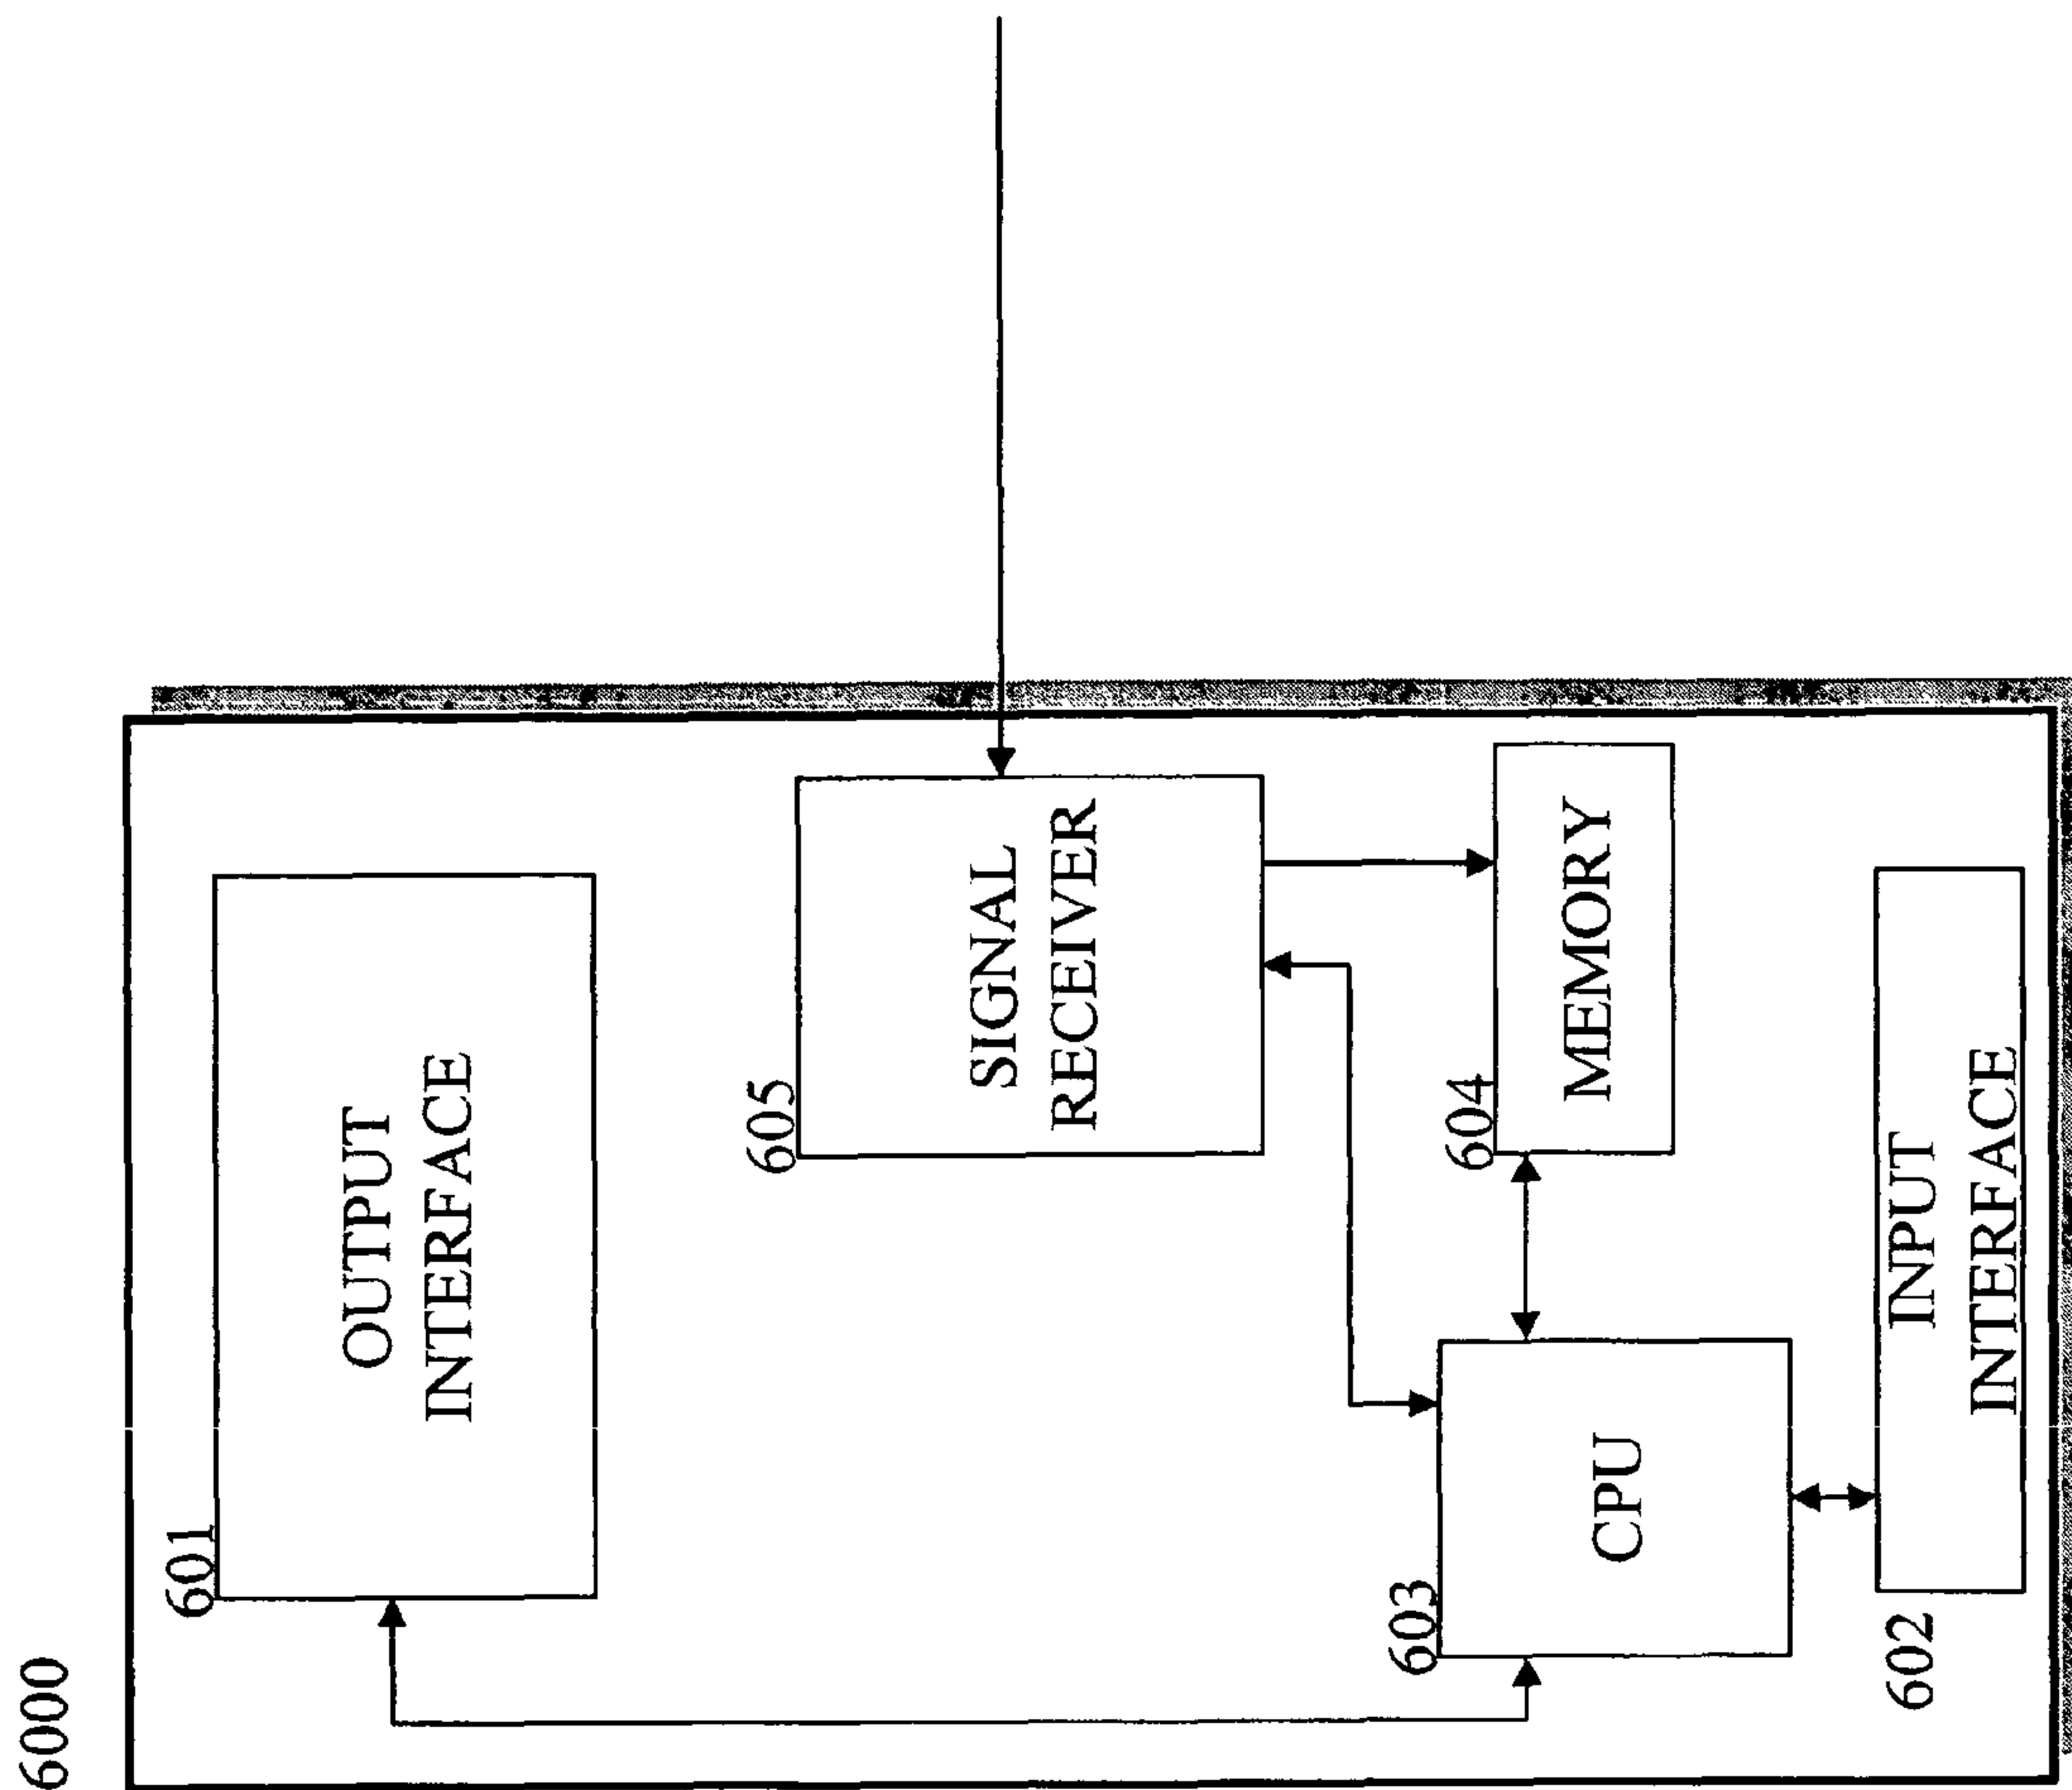 6000
601
OUTPUT
INTERFACE
605
SIGNAL
RECEIVER
603
CPU
604
MEMORY
602
INPUT
INTERFACE